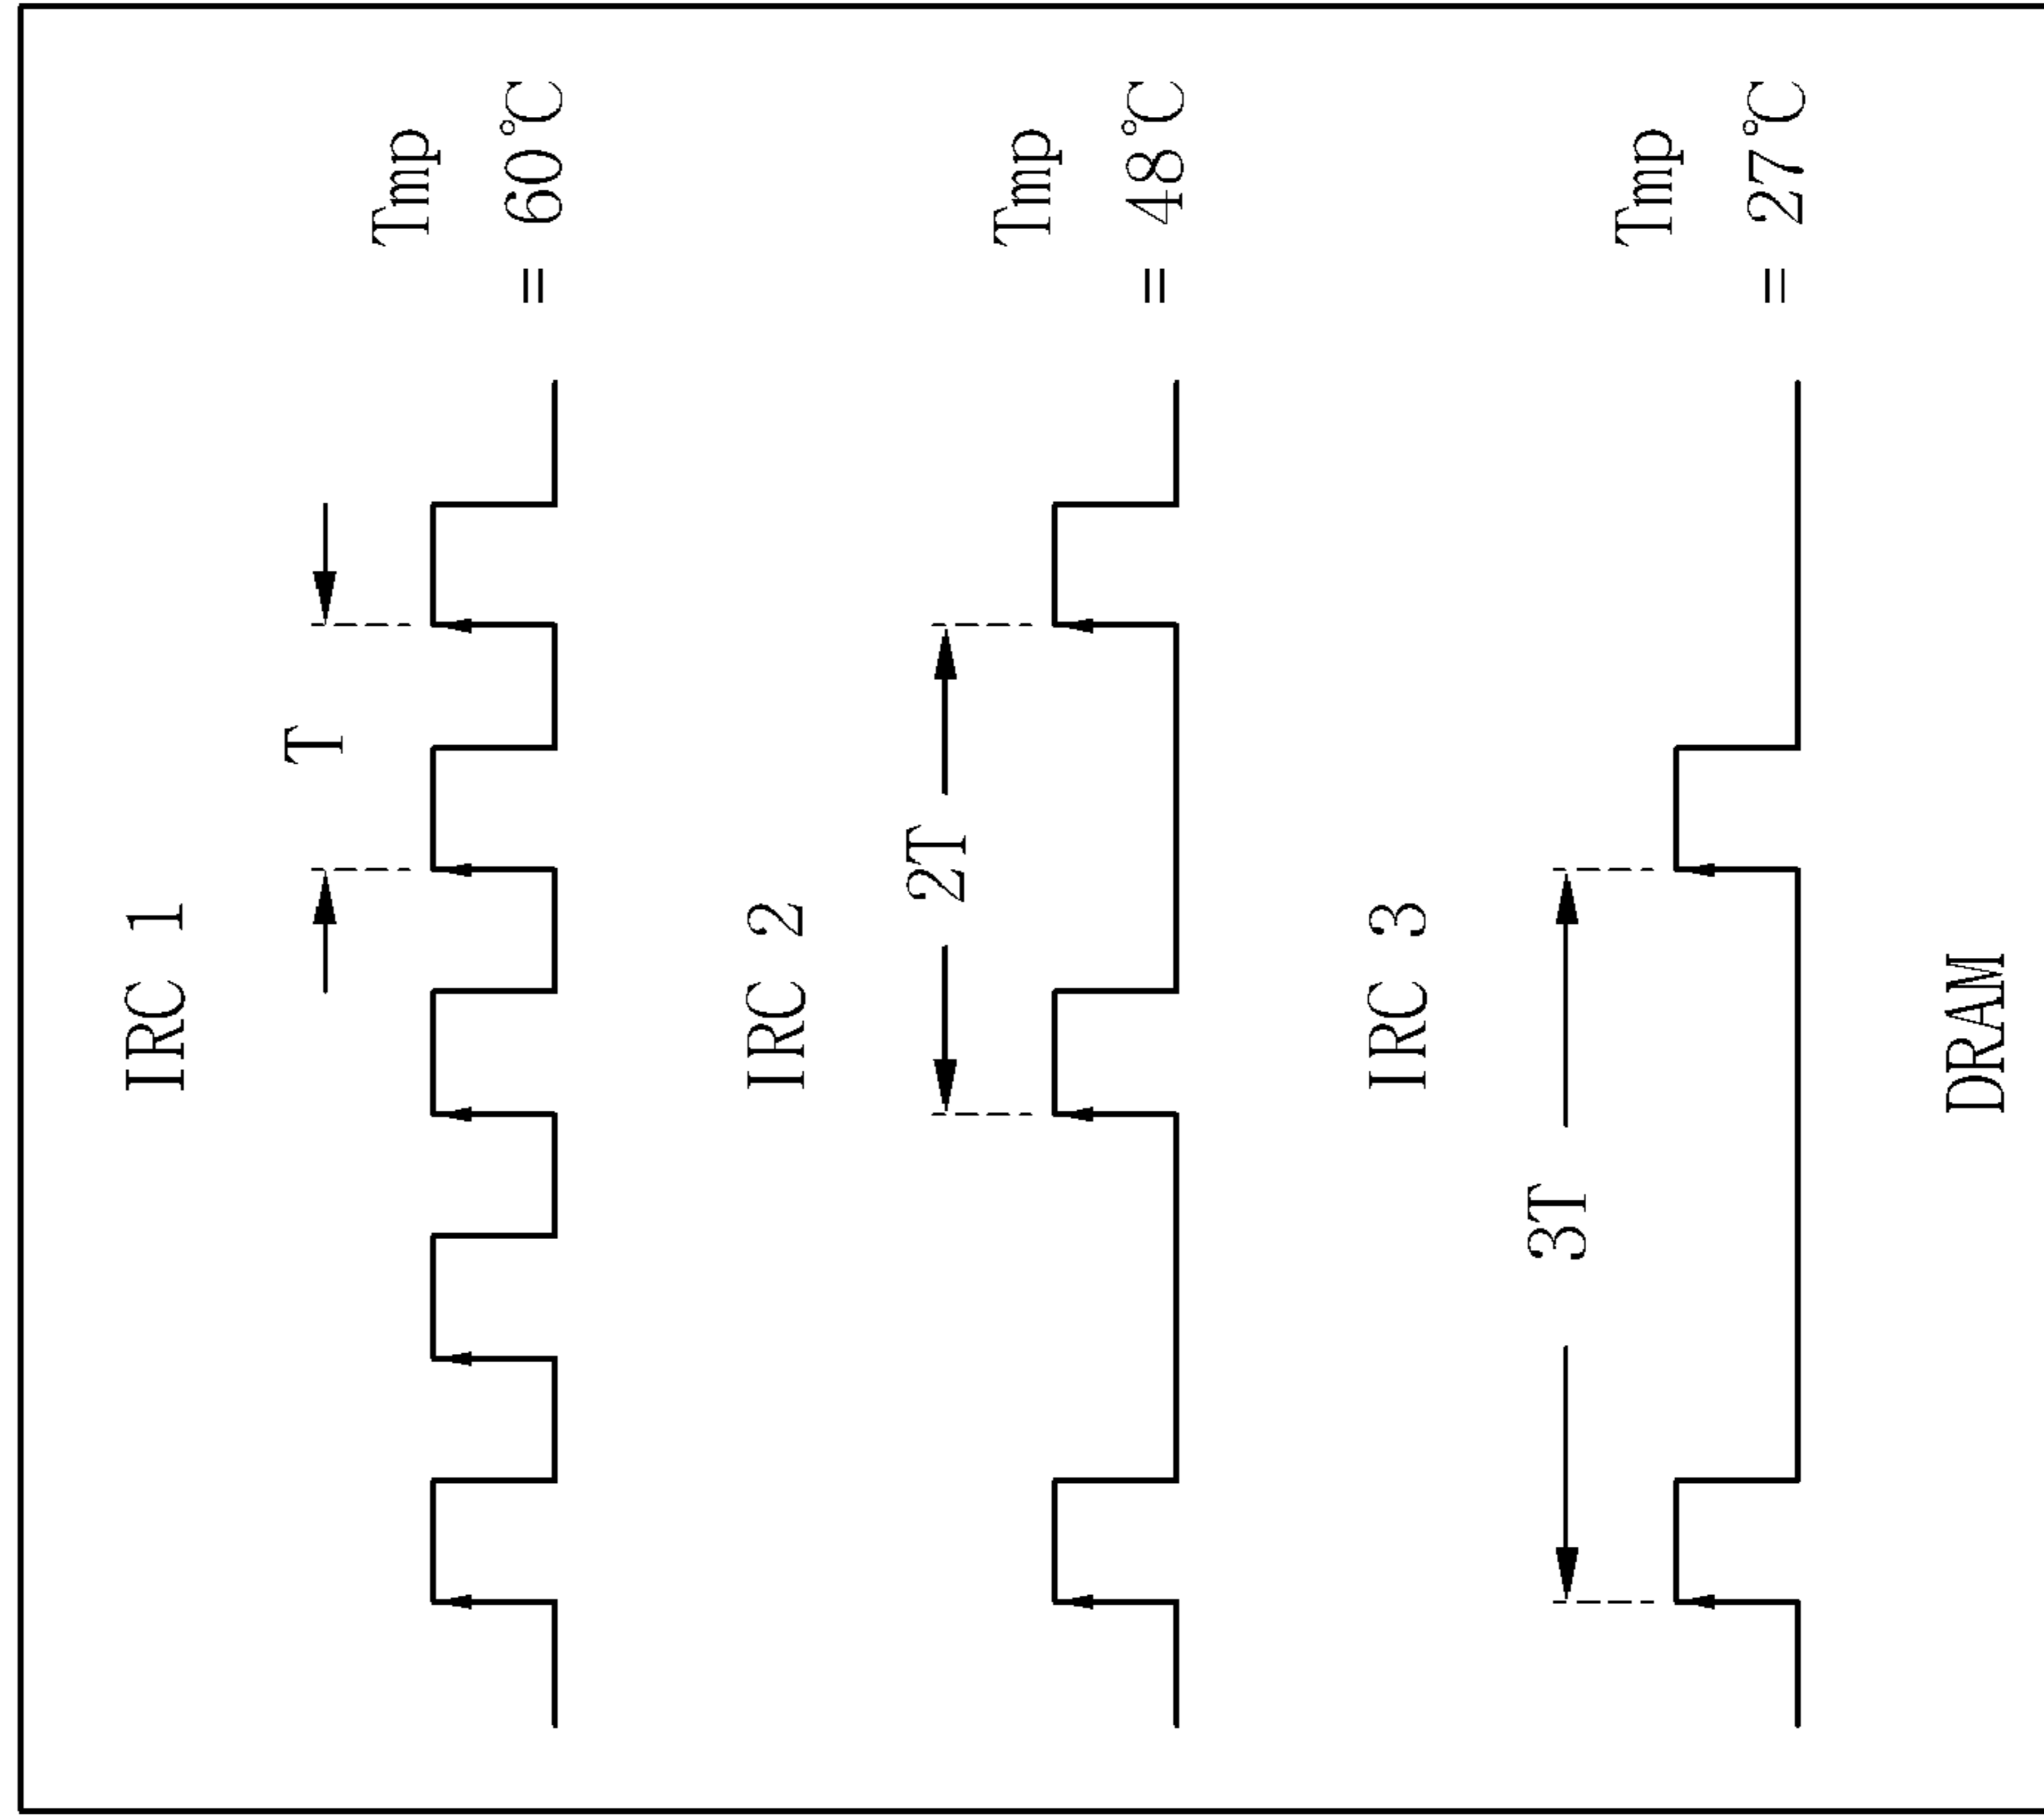 IRC 1
T
Tmp
= 60°C
IRC 2
2T
Tmp
= 48°C
IRC 3
3T
Tmp
= 27°C
DRAM